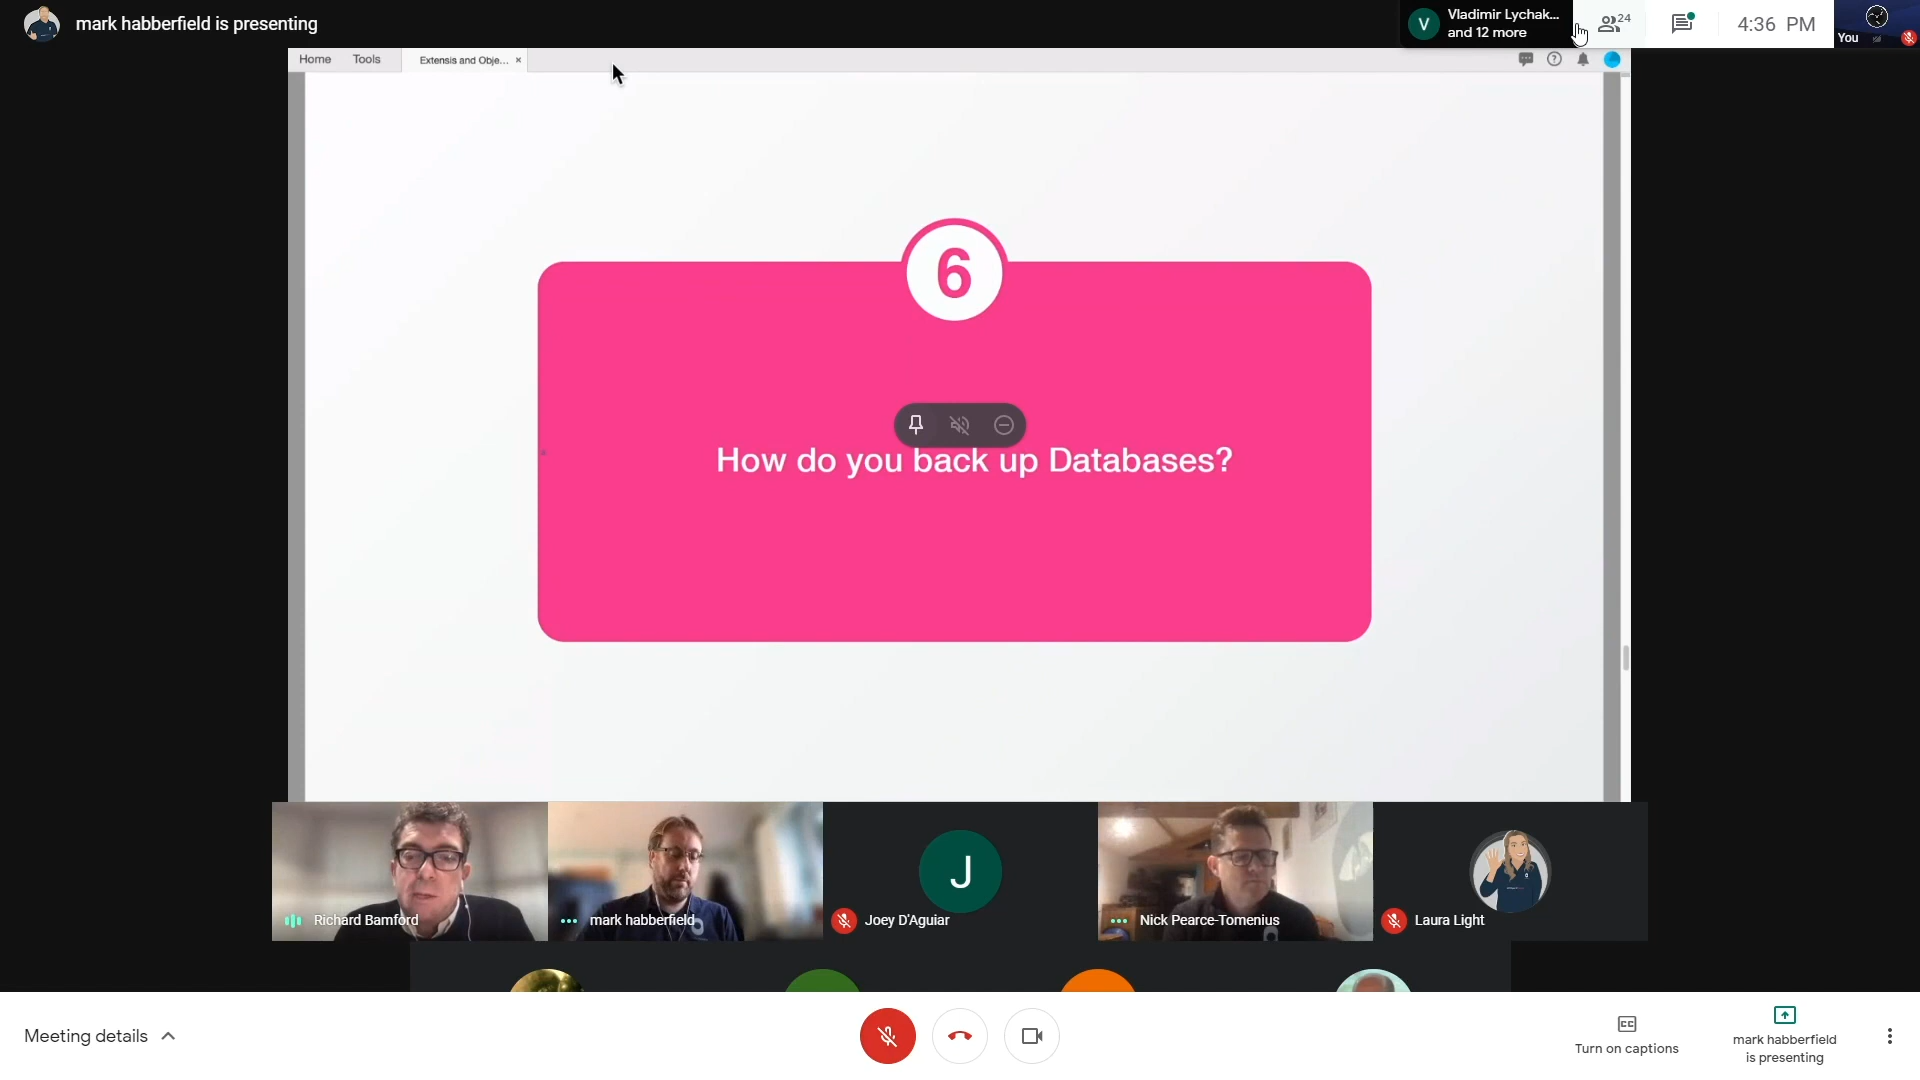 mark habberfield is presenting
V
Vladimir Lychak...
and 12 more
24
4:36 PM
You
Home
Tools
Extensis and Obje...
6
How do you back up Databases?
Richard Bamford
mark habberfield
J
Joey D'Aguiar
Nick Pearce-Tomenius
Laura Light
Meeting details
Turn on captions
mark habberfield
is presenting